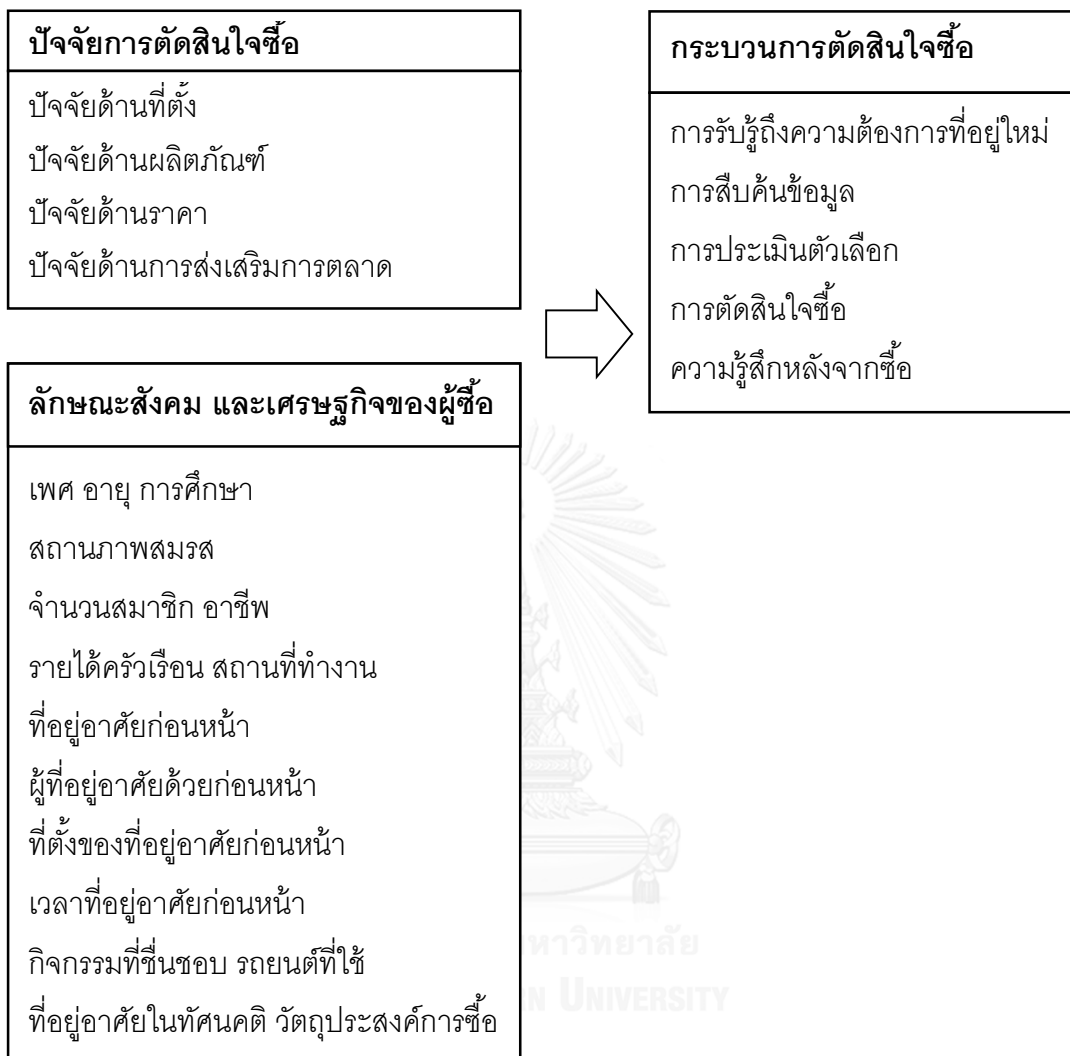 ปัจจัยการตัดสินใจซื้อ
ปัจจัยด้านที่ตั้ง
ปัจจัยด้านผลิตภัณฑ์
ปัจจัยด้านราคา
ปัจจัยด้านการส่งเสริมการตลาด
ลักษณะสังคม และเศรษฐกิจของผู้ซื้อ
เพศ อายุ การศึกษา
สถานภาพสมรส
จำนวนสมาชิก อาชีพ
รายได้ครัวเรือน สถานที่ทำงาน
ที่อยู่อาศัยก่อนหน้า
ผู้ที่อยู่อาศัยด้วยก่อนหน้า
ที่ตั้งของที่อยู่อาศัยก่อนหน้า
เวลาที่อยู่อาศัยก่อนหน้า
กิจกรรมที่ชื่นชอบ รถยนต์ที่ใช้
ที่อยู่อาศัยในทัศนคติ วัตถุประสงค์การซื้อ
กระบวนการตัดสินใจซื้อ
การรับรู้ถึงความต้องการที่อยู่ใหม่
การสืบค้นข้อมูล
การประเมินตัวเลือก
การตัดสินใจซื้อ
ความรู้สึกหลังจากซื้อ
หาวิทยาลัย
N UNIVERSITY